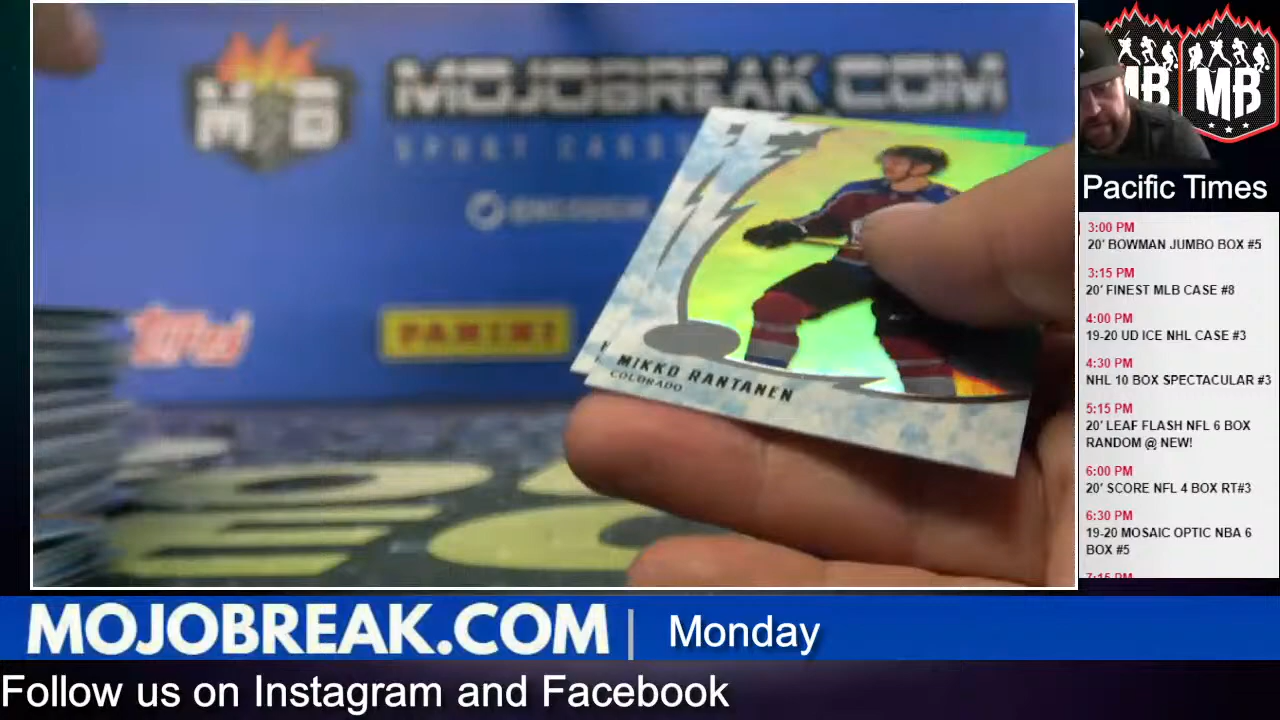 MOJOBREAK.COM
SPORT CARDS
M B
Topps
PANINI
MIKKO RANTANEN
COLORADO
MB
MB
Pacific Times
3:00 PM
20' BOWMAN JUMBO BOX #5
3:15 PM
20' FINEST MLB CASE #8
4:00 PM
19-20 UD ICE NHL CASE #3
4:30 PM
NHL 10 BOX SPECTACULAR #3
5:15 PM
20' LEAF FLASH NFL 6 BOX
RANDOM @ NEW!
6:00 PM
20' SCORE NFL 4 BOX RT#3
6:30 PM
19-20 MOSAIC OPTIC NBA 6
BOX #5
7:15 PM
MOJOBREAK.COM | Monday
Follow us on Instagram and Facebook